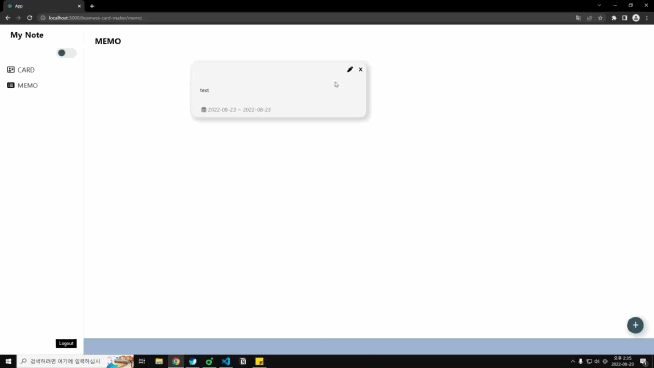 App
localhost:3000/business-card-maker/memo/
My Note
MEMO
CARD
MEMO
text
2022-06-23 ~ 2022-06-25
+
Logout
검색하려면 여기에 입력하십시
오후 2:25
2022-06-23